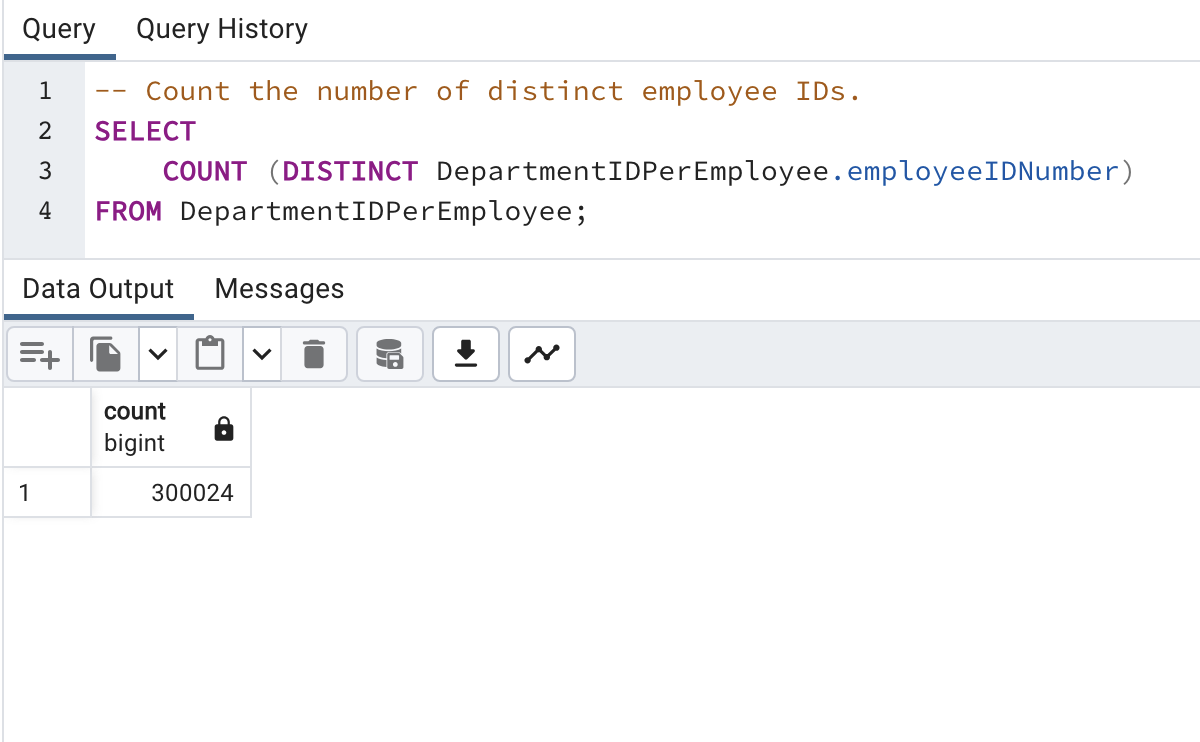 Query Query History
1 -- Count the number of distinct employee IDs.
2 SELECT
3 COUNT (DISTINCT DepartmentIDPerEmployee.employeeIDNumber)
4 FROM DepartmentIDPerEmployee;
Data Output Messages
count
bigint
1 300024